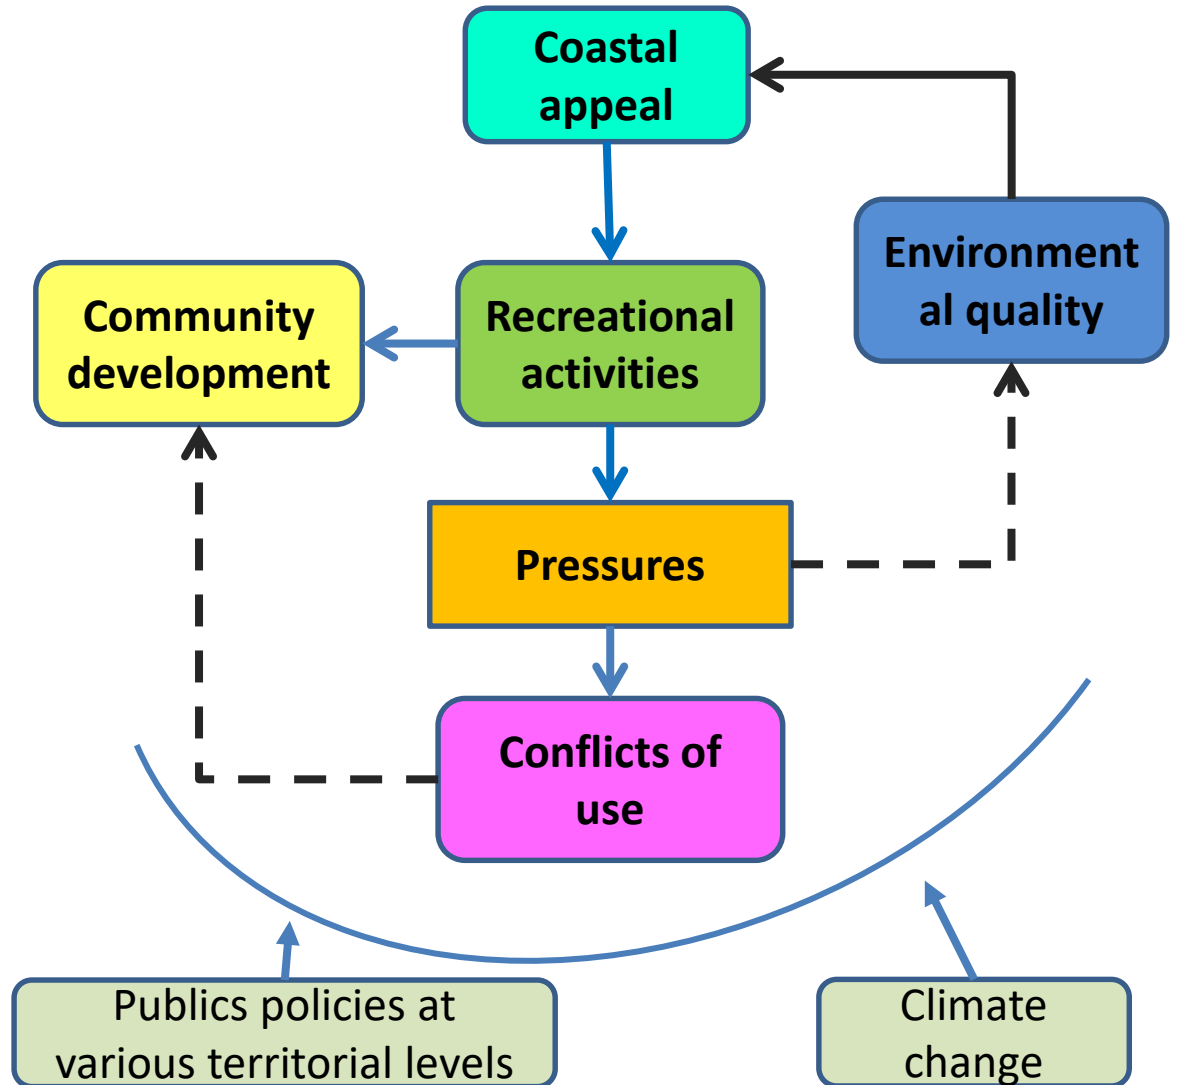 Coastal
appeal
Environment
al quality
Community
development
Recreational
activities
Pressures
Conflicts of
use
Publics policies at
various territorial levels
Climate
change